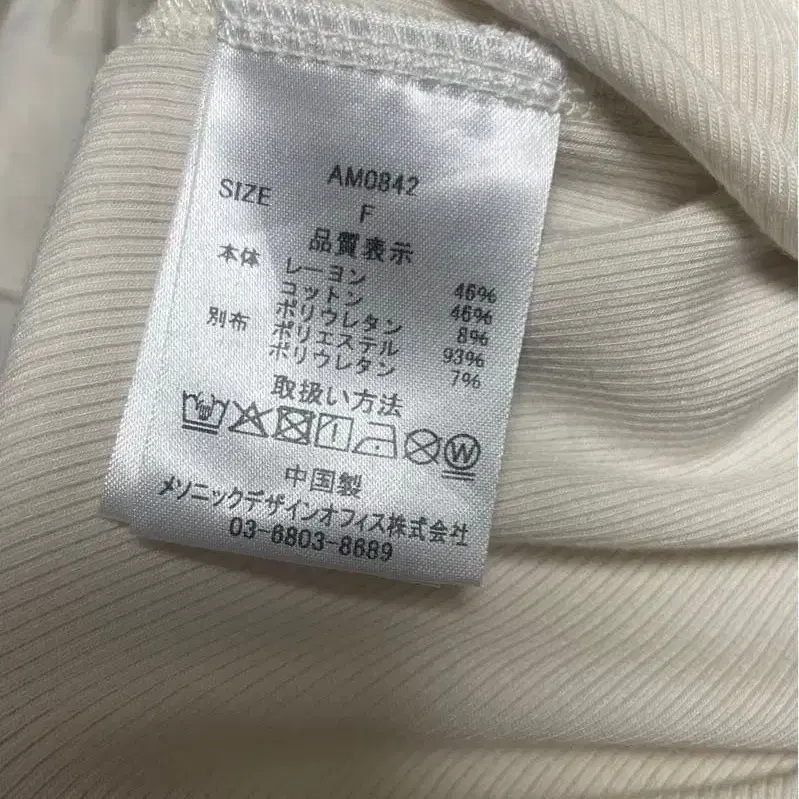 AM0842
SIZE F
品質表示
本体 レーヨン 46%
コットン 46%
ポリウレタン 8%
別布 ポリエステル 93%
ポリウレタン 7%
取扱い方法
W
中国製
メソニックデザインオフィス株式会社
03-6803-8689